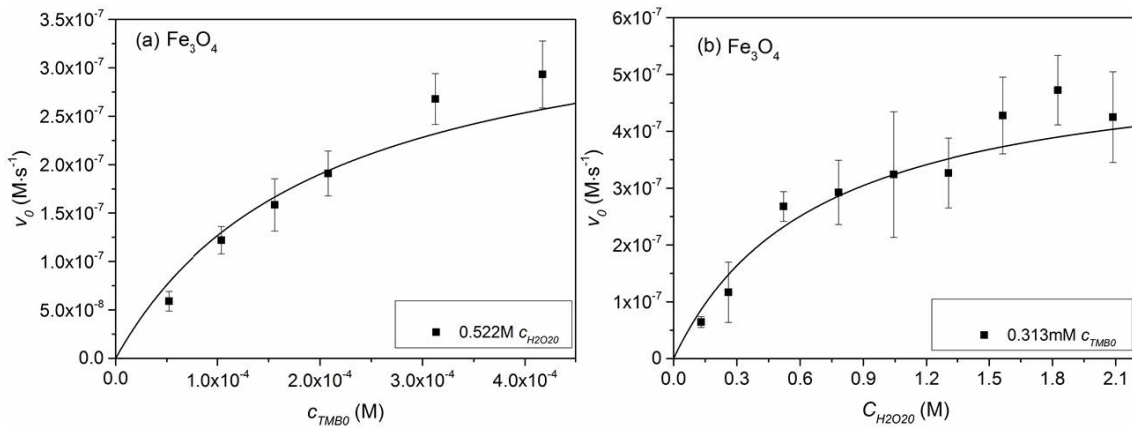 (a) Fe₃O₄
3.5x10⁻⁷
3.0x10⁻⁷
2.5x10⁻⁷
2.0x10⁻⁷
1.5x10⁻⁷
1.0x10⁻⁷
5.0x10⁻⁸
0.0
v₀ (M·s⁻¹)
0.522M c_H2O20
0.0 1.0x10⁻⁴ 2.0x10⁻⁴ 3.0x10⁻⁴ 4.0x10⁻⁴
c_TMB0 (M)
(b) Fe₃O₄
6x10⁻⁷
5x10⁻⁷
4x10⁻⁷
3x10⁻⁷
2x10⁻⁷
1x10⁻⁷
0
v₀ (M·s⁻¹)
0.313mM c_TMB0
0.0 0.3 0.6 0.9 1.2 1.5 1.8 2.1
C_H2O20 (M)